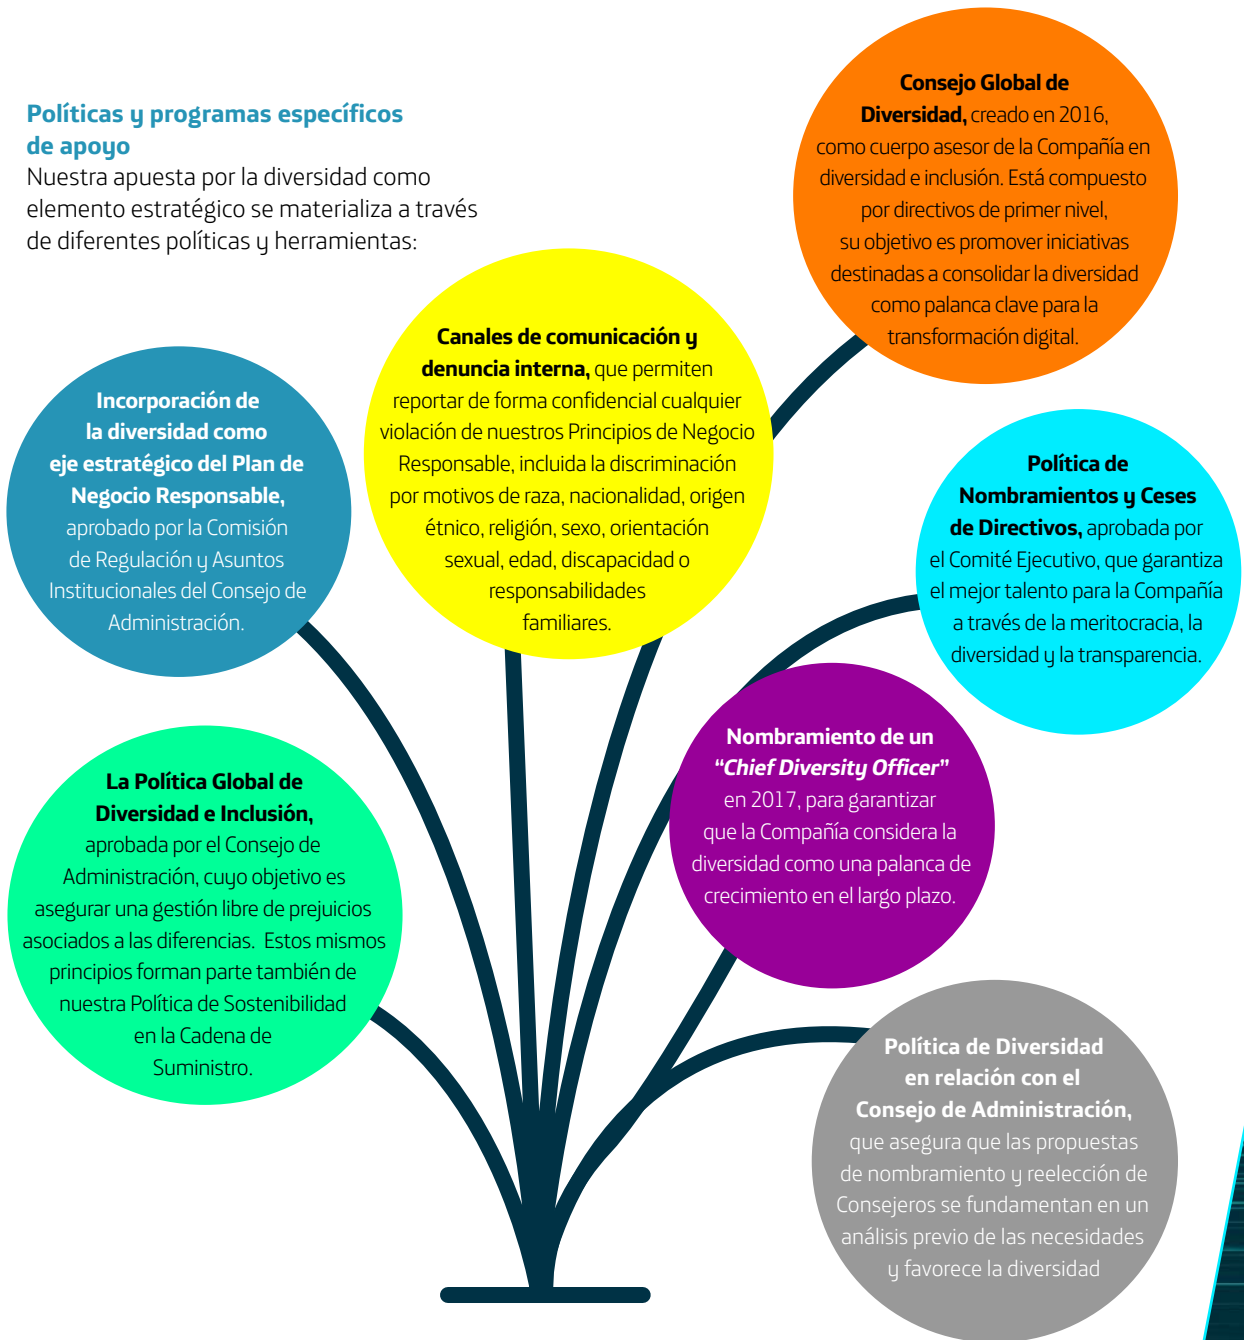 Políticas y programas específicos
de apoyo
Nuestra apuesta por la diversidad como
elemento estratégico se materializa a través
de diferentes políticas y herramientas:
Consejo Global de
Diversidad, creado en 2016,
como cuerpo asesor de la Compañía en
diversidad e inclusión. Está compuesto
por directivos de primer nivel,
su objetivo es promover iniciativas
destinadas a consolidar la diversidad
como palanca clave para la
transformación digital.
Canales de comunicación y
denuncia interna, que permiten
reportar de forma confidencial cualquier
violación de nuestros Principios de Negocio
Responsable, incluida la discriminación
por motivos de raza, nacionalidad, origen
étnico, religión, sexo, orientación
sexual, edad, discapacidad o
responsabilidades
familiares.
Incorporación de
la diversidad como
eje estratégico del Plan de
Negocio Responsable,
aprobado por la Comisión
de Regulación y Asuntos
Institucionales del Consejo de
Administración.
Política de
Nombramientos y Ceses
de Directivos, aprobada por
el Comité Ejecutivo, que garantiza
el mejor talento para la Compañía
a través de la meritocracia, la
diversidad y la transparencia.
Nombramiento de un
“Chief Diversity Officer”
en 2017, para garantizar
que la Compañía considera la
diversidad como una palanca de
crecimiento en el largo plazo.
La Política Global de
Diversidad e Inclusión,
aprobada por el Consejo de
Administración, cuyo objetivo es
asegurar una gestión libre de prejuicios
asociados a las diferencias. Estos mismos
principios forman parte también de
nuestra Política de Sostenibilidad
en la Cadena de
Suministro.
Política de Diversidad
en relación con el
Consejo de Administración,
que asegura que las propuestas
de nombramiento y reelección de
Consejeros se fundamentan en un
análisis previo de las necesidades
y favorece la diversidad